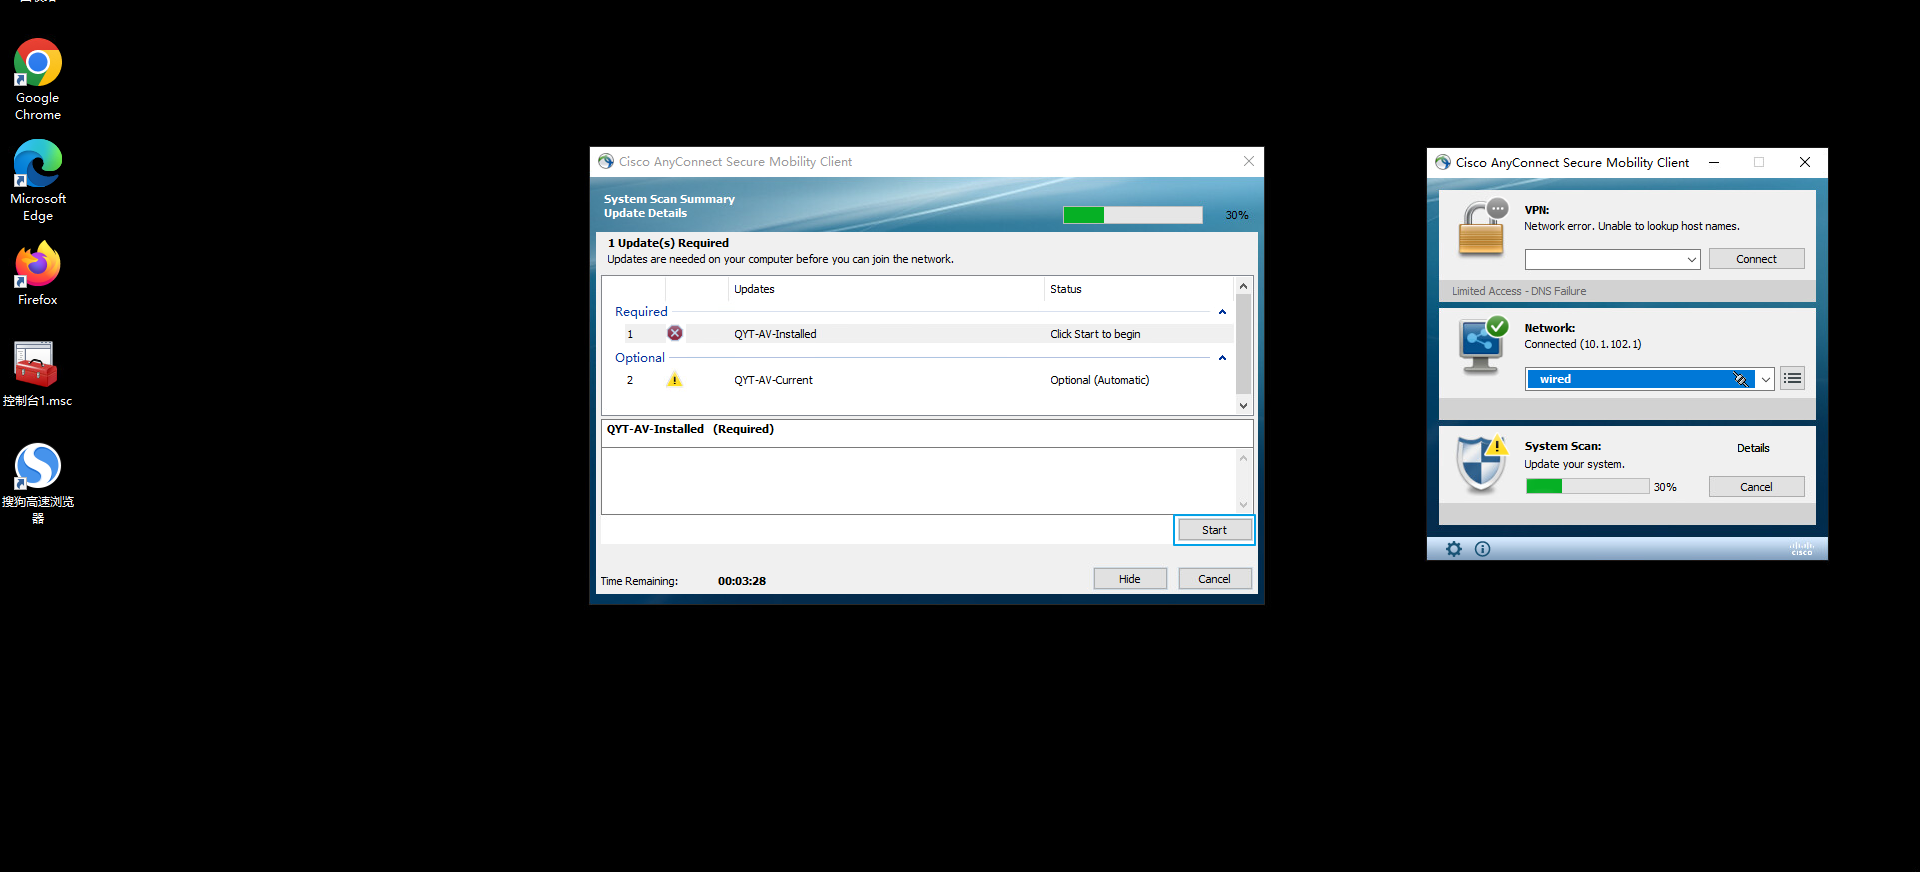 Google
Chrome
Microsoft
Edge
Firefox
控制台1.msc
搜狗高速浏览
器
Cisco AnyConnect Secure Mobility Client
System Scan Summary
Update Details
30%
1 Update(s) Required
Updates are needed on your computer before you can join the network.
Updates Status
Required
1 QYT-AV-Installed Click Start to begin
Optional
2 QYT-AV-Current Optional (Automatic)
QYT-AV-Installed (Required)
Start
Time Remaining: 00:03:28 Hide Cancel
Cisco AnyConnect Secure Mobility Client
VPN:
Network error. Unable to lookup host names.
Connect
Limited Access - DNS Failure
Network:
Connected (10.1.102.1)
wired
System Scan: Details
Update your system.
30% Cancel
CISCO